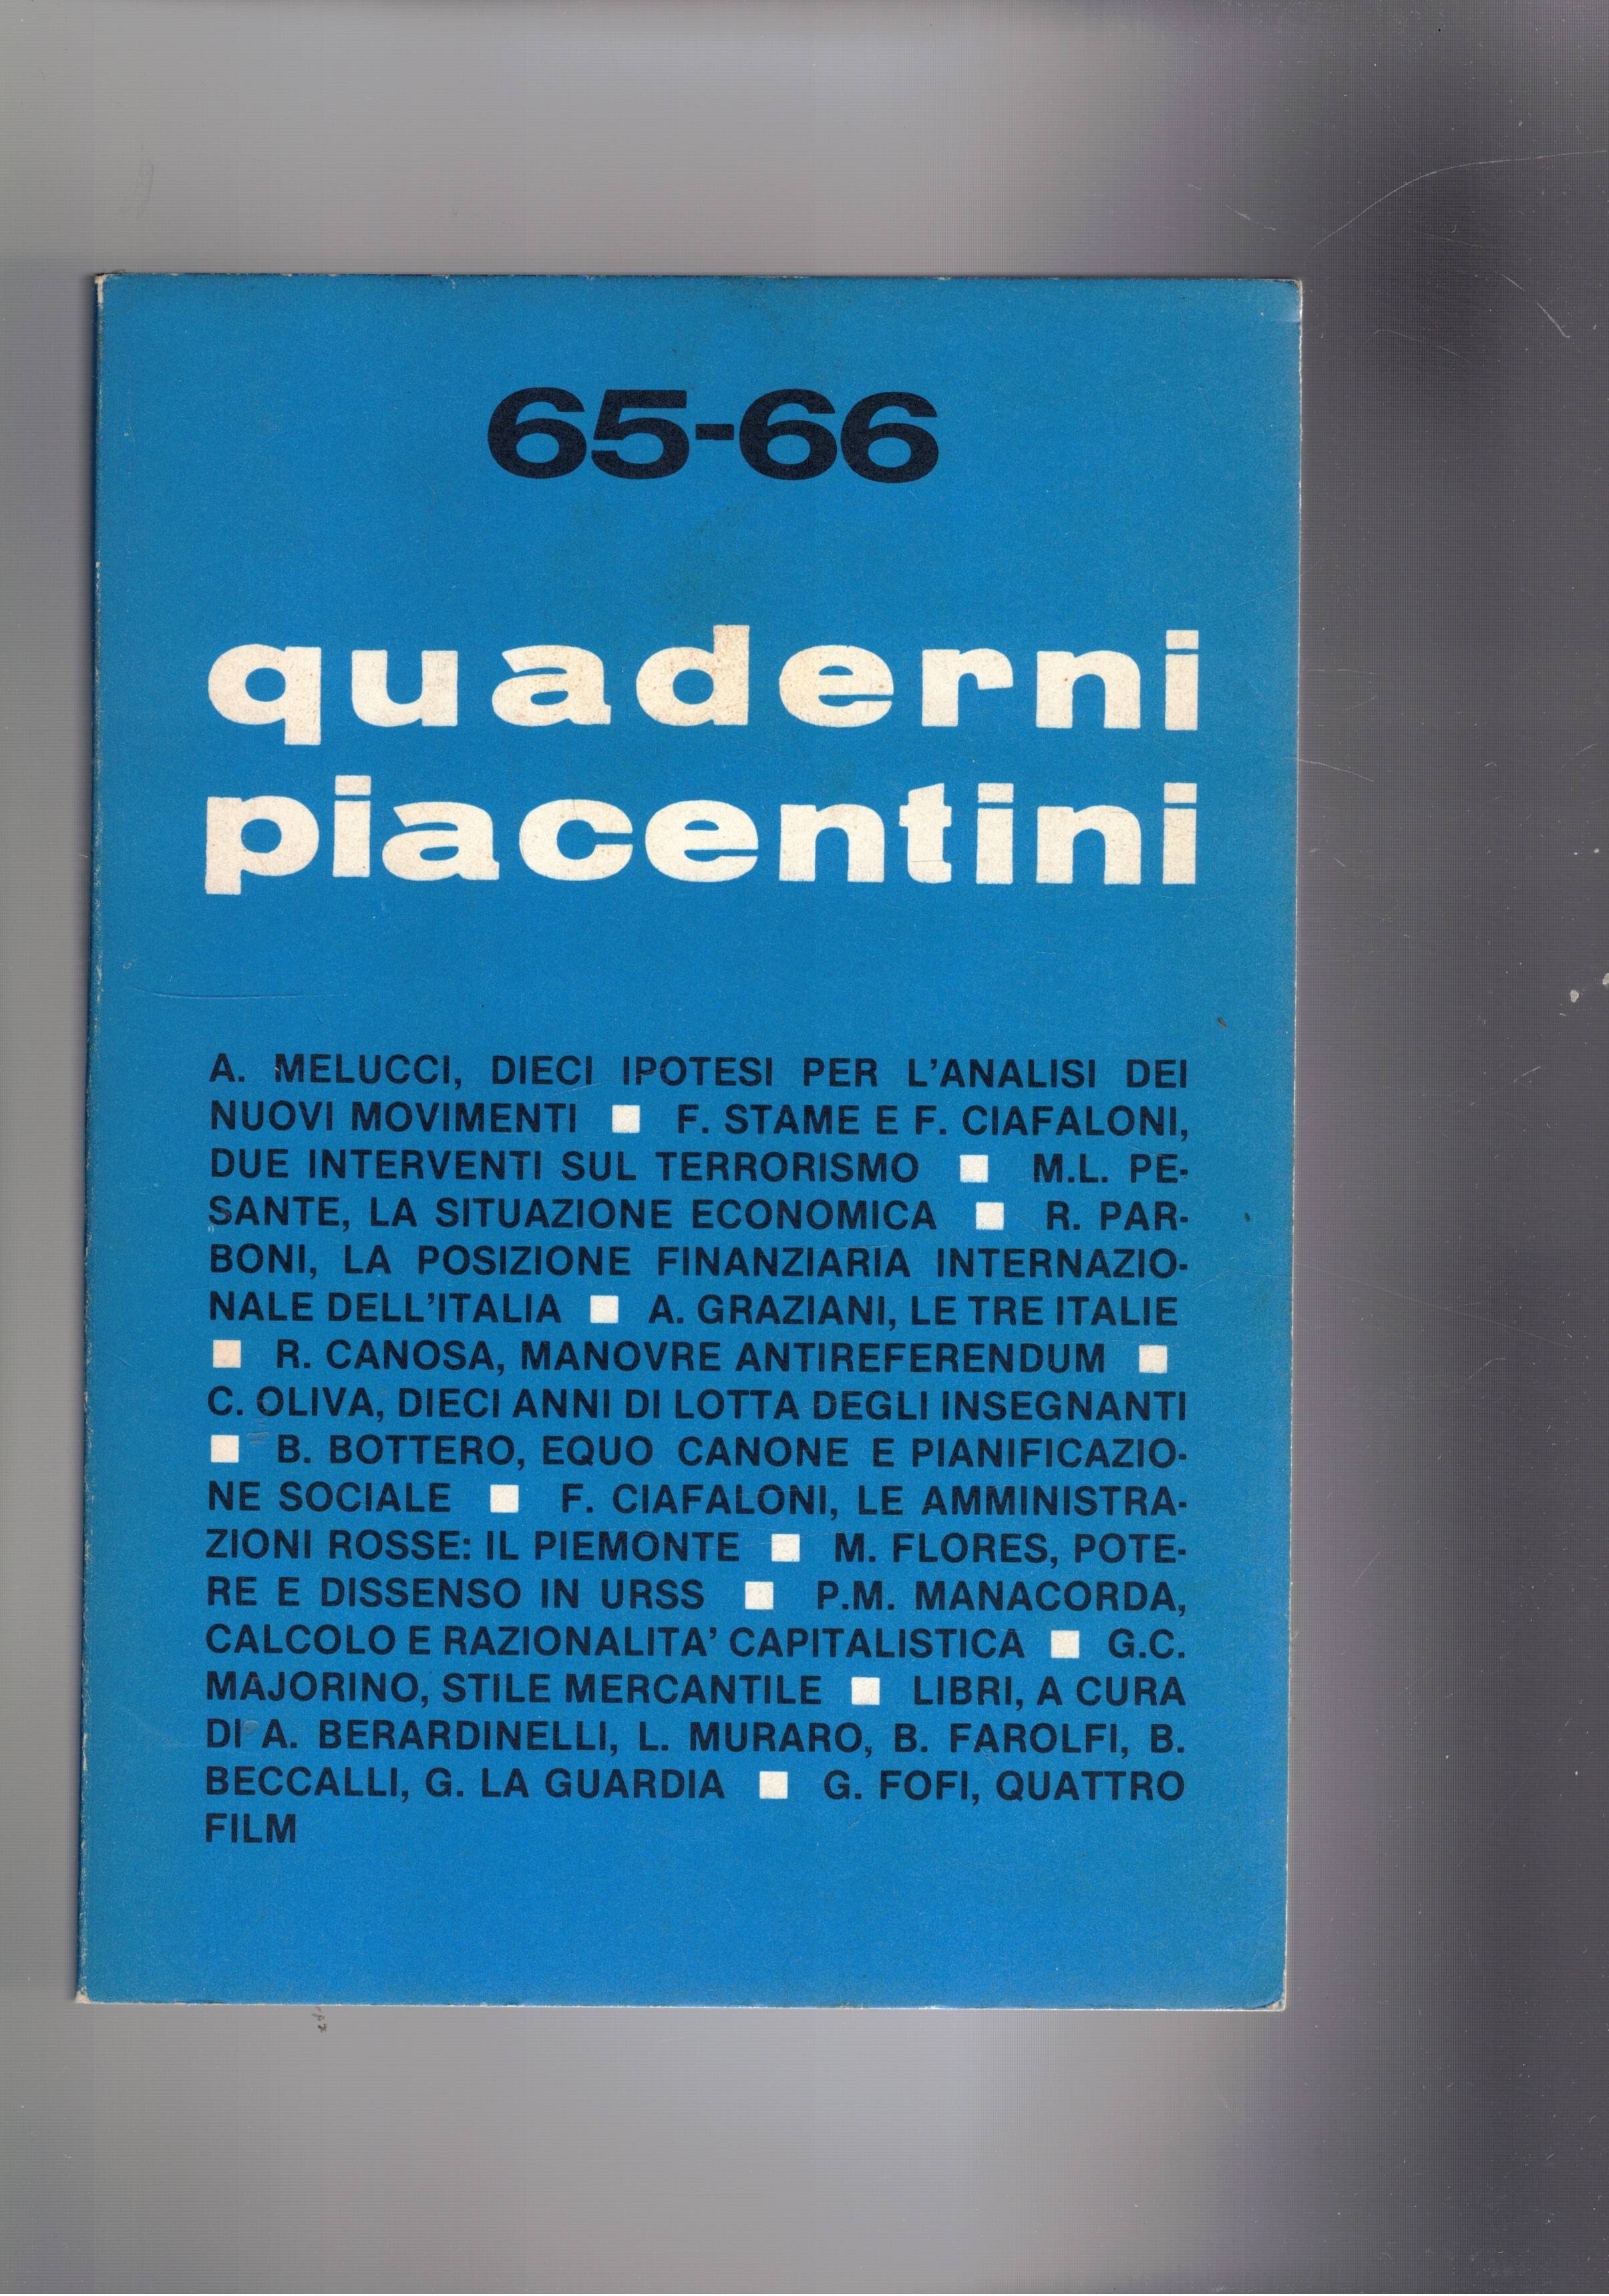 65-66
quaderni
piacentini
A. MELUCCI, DIECI IPOTESI PER L'ANALISI DEI
NUOVI MOVIMENTI ■ F. STAME E F. CIAFALONI,
DUE INTERVENTI SUL TERRORISMO ■ M.L. PE-
SANTE, LA SITUAZIONE ECONOMICA ■ R. PAR-
BONI, LA POSIZIONE FINANZIARIA INTERNAZIO-
NALE DELL'ITALIA ■ A. GRAZIANI, LE TRE ITALIE
■ R. CANOSA, MANOVRE ANTIREFERENDUM ■
C. OLIVA, DIECI ANNI DI LOTTA DEGLI INSEGNANTI
■ B. BOTTERO, EQUO CANONE E PIANIFICAZIO-
NE SOCIALE ■ F. CIAFALONI, LE AMMINISTRA-
ZIONI ROSSE: IL PIEMONTE ■ M. FLORES, POTE-
RE E DISSENSO IN URSS ■ P.M. MANACORDA,
CALCOLO E RAZIONALITA' CAPITALISTICA ■ G.C.
MAJORINO, STILE MERCANTILE ■ LIBRI, A CURA
DI A. BERARDINELLI, L. MURARO, B. FAROLFI, B.
BECCALLI, G. LA GUARDIA ■ G. FOFI, QUATTRO
FILM